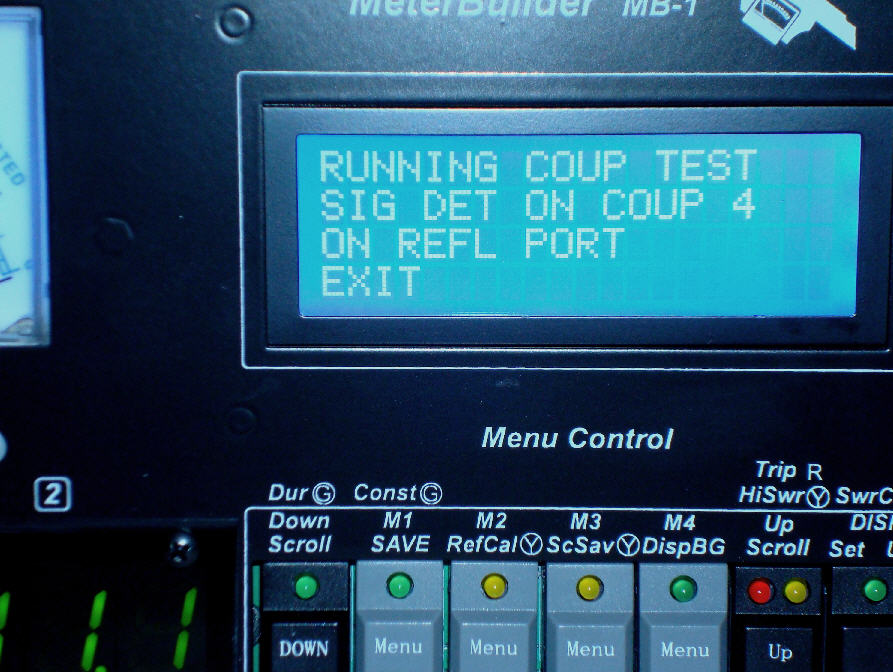 MeterBuilder MB-1
RUNNING COUP TEST
SIG DET ON COUP 4
ON REFL PORT
EXIT
Menu Control
2
Trip R
Dur G Const G HiSwr Y
Down Scroll M1 SAVE M2 RefCal Y M3 ScSav Y M4 DispBG Up Scroll Set
DOWN Menu Menu Menu Menu Up
1.1